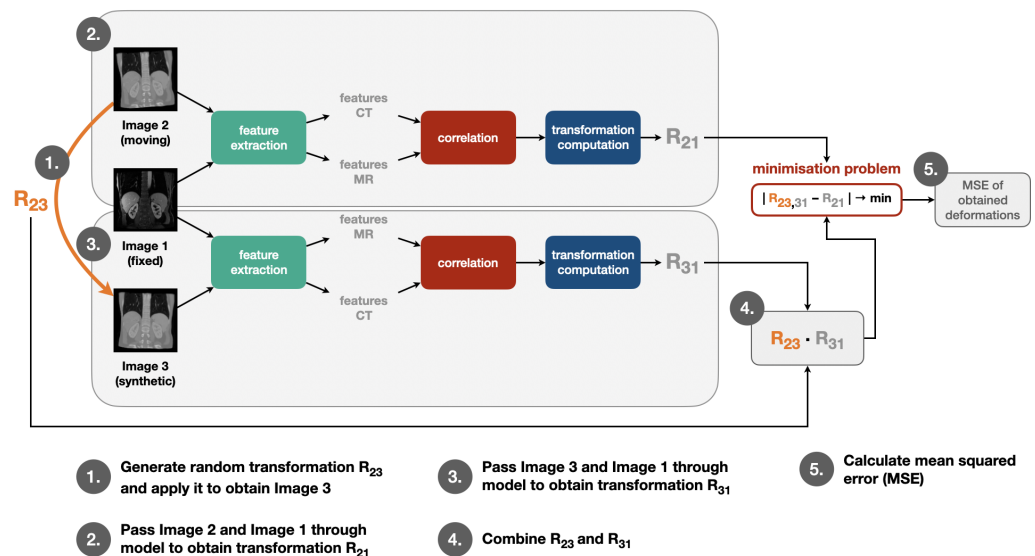 2.
Image 2
(moving)
1.
R23
Image 1
(fixed)
3.
Image 3
(synthetic)
feature
extraction
features
CT
features
MR
correlation
transformation
computation
R21
feature
extraction
features
MR
features
CT
correlation
transformation
computation
R31
minimisation problem
| R23,31 – R21 | → min
5.
MSE of
obtained
deformations
4.
R23 · R31
1.
Generate random transformation R23
and apply it to obtain Image 3
2.
Pass Image 2 and Image 1 through
model to obtain transformation R21
3.
Pass Image 3 and Image 1 through
model to obtain transformation R31
4.
Combine R23 and R31
5.
Calculate mean squared
error (MSE)